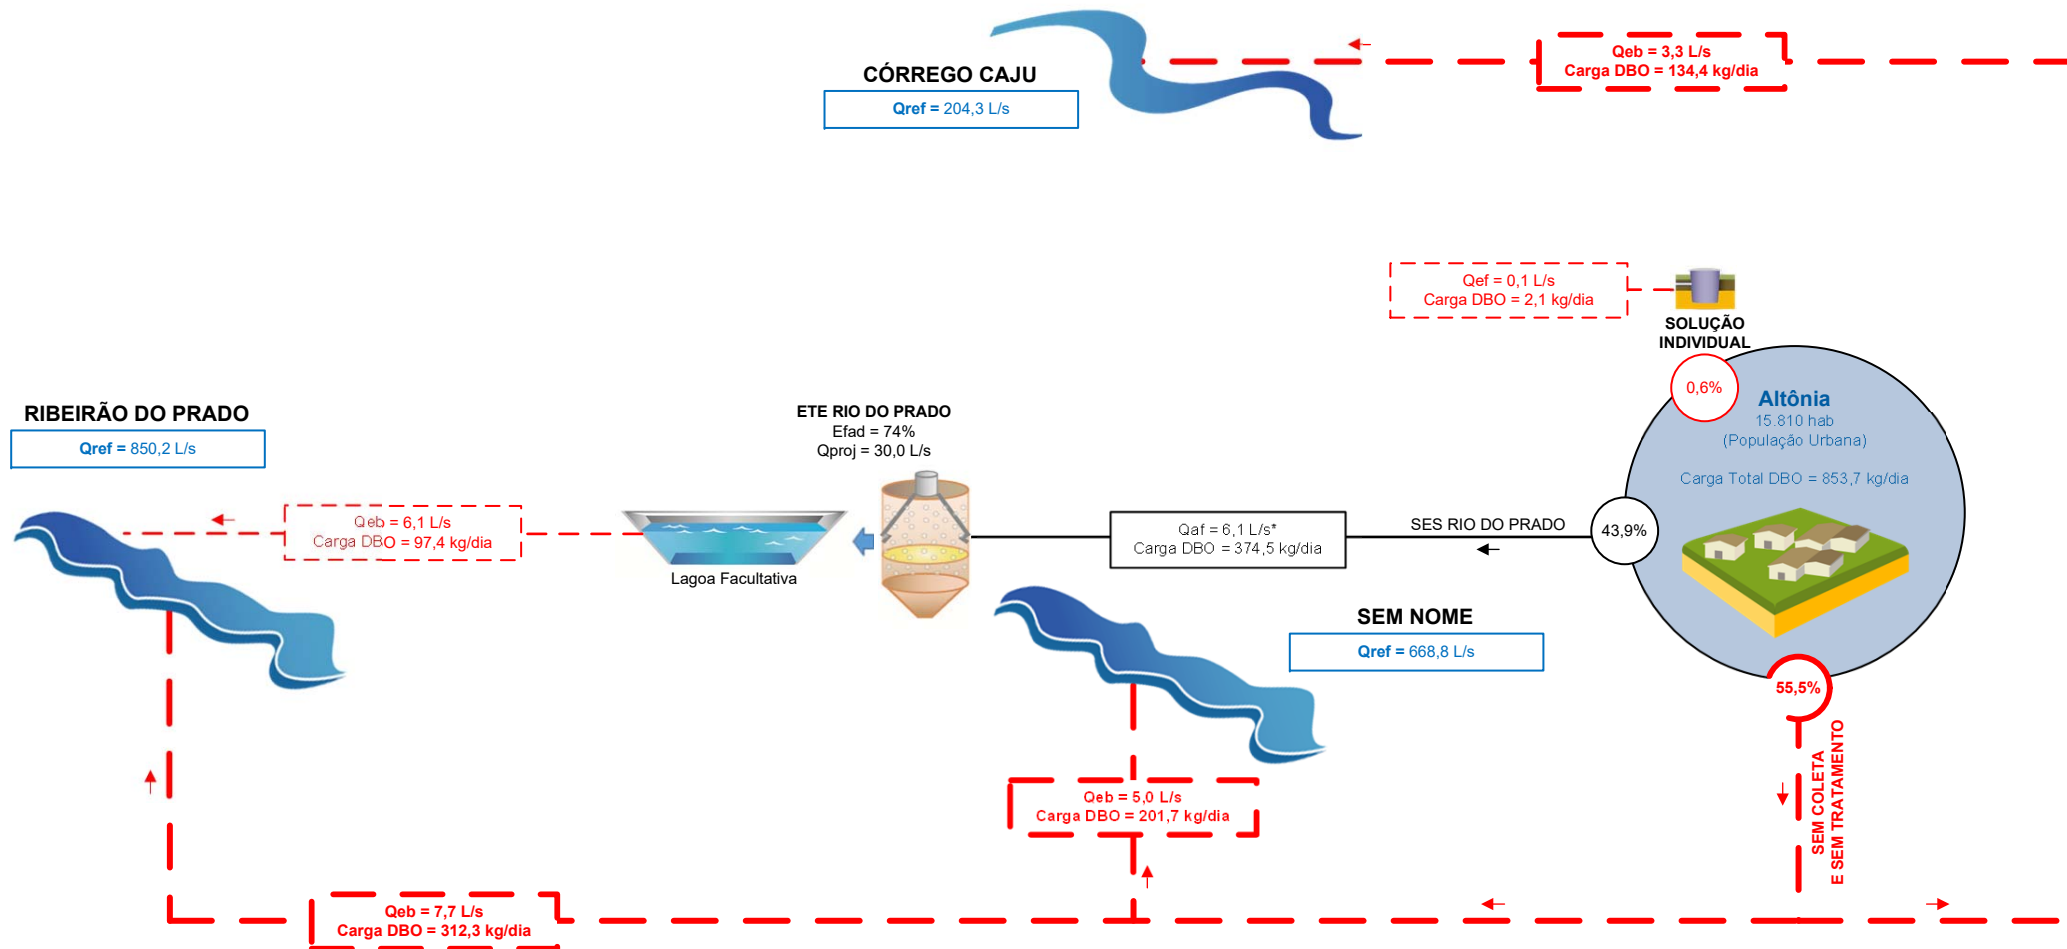 CÓRREGO CAJU
Qref = 204,3 L/s
Qeb = 3,3 L/s
Carga DBO = 134,4 kg/dia
Qef = 0,1 L/s
Carga DBO = 2,1 kg/dia
SOLUÇÃO
INDIVIDUAL
0,6%
Altônia
15.810 hab
(População Urbana)
Carga Total DBO = 853,7 kg/dia
RIBEIRÃO DO PRADO
Qref = 850,2 L/s
ETE RIO DO PRADO
Efad = 74%
Qproj = 30,0 L/s
Qeb = 6,1 L/s
Carga DBO = 97,4 kg/dia
Lagoa Facultativa
Qaf = 6,1 L/s*
Carga DBO = 374,5 kg/dia
SES RIO DO PRADO
43,9%
SEM NOME
Qref = 668,8 L/s
55,5%
SEM COLETA
E SEM TRATAMENTO
Qeb = 5,0 L/s
Carga DBO = 201,7 kg/dia
Qeb = 7,7 L/s
Carga DBO = 312,3 kg/dia